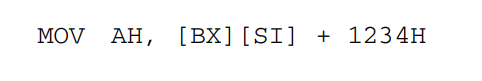 MOV AH, [BX][SI] + 1234H